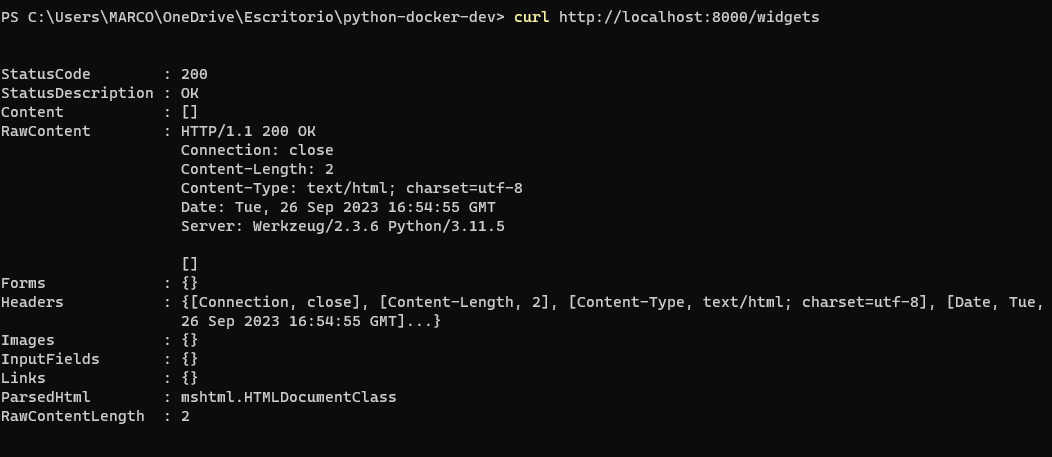 PS C:\Users\MARCO\OneDrive\Escritorio\python-docker-dev> curl http://localhost:8000/widgets
StatusCode        : 200
StatusDescription : OK
Content           : []
RawContent        : HTTP/1.1 200 OK
                    Connection: close
                    Content-Length: 2
                    Content-Type: text/html; charset=utf-8
                    Date: Tue, 26 Sep 2023 16:54:55 GMT
                    Server: Werkzeug/2.3.6 Python/3.11.5
                    []
Forms             : {}
Headers           : {[Connection, close], [Content-Length, 2], [Content-Type, text/html; charset=utf-8], [Date, Tue,
                    26 Sep 2023 16:54:55 GMT]...}
Images            : {}
InputFields       : {}
Links             : {}
ParsedHtml        : mshtml.HTMLDocumentClass
RawContentLength  : 2